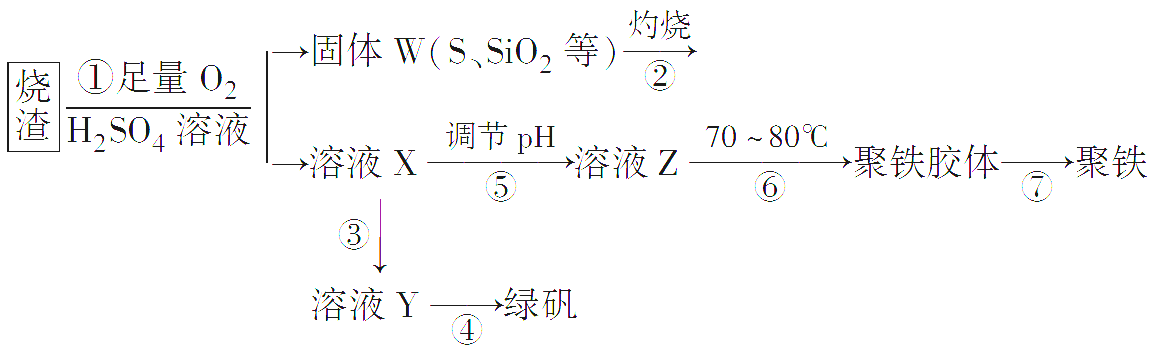 烧渣
①足量 O₂
H₂SO₄ 溶液
固体 W(S、SiO₂ 等)
灼烧
②
溶液 X
调节 pH
⑤
溶液 Z
70~80℃
⑥
聚铁胶体
⑦
聚铁
③
溶液 Y
④
绿矾